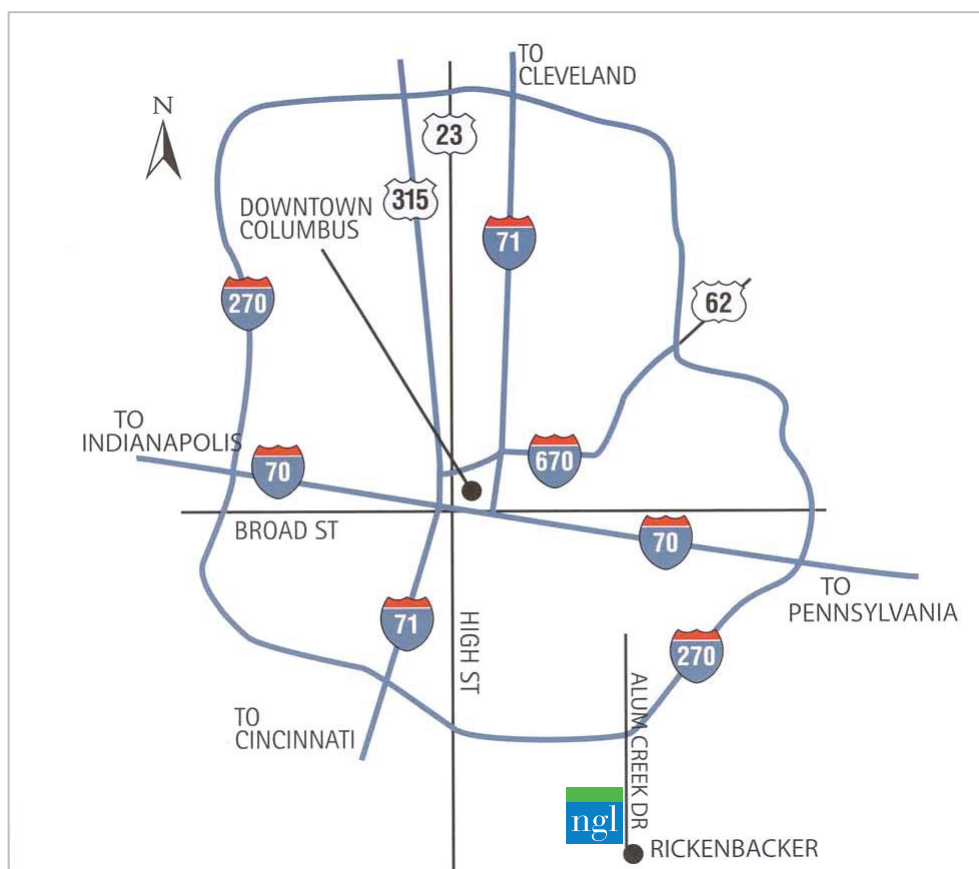 TO
CLEVELAND
N
23
315
DOWNTOWN
COLUMBUS
71
270
62
TO
INDIANAPOLIS
70
670
BROAD ST
70
TO
PENNSYLVANIA
71
HIGH ST
270
ALUM CREEK DR
TO
CINCINNATI
ngl
RICKENBACKER